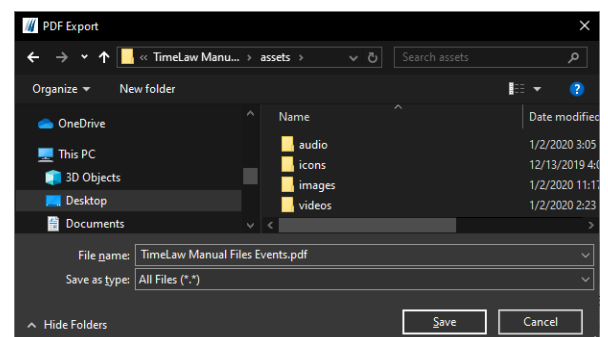 PDF Export
« TimeLaw Manu... › assets ›
Search assets
Organize
New folder
?
Name
Date modified
OneDrive
This PC
3D Objects
Desktop
Documents
audio 1/2/2020 3:05
icons 12/13/2019 4:0
images 1/2/2020 11:17
videos 1/2/2020 2:23
File name: TimeLaw Manual Files Events.pdf
Save as type: All Files (*.*)
Hide Folders
Save
Cancel